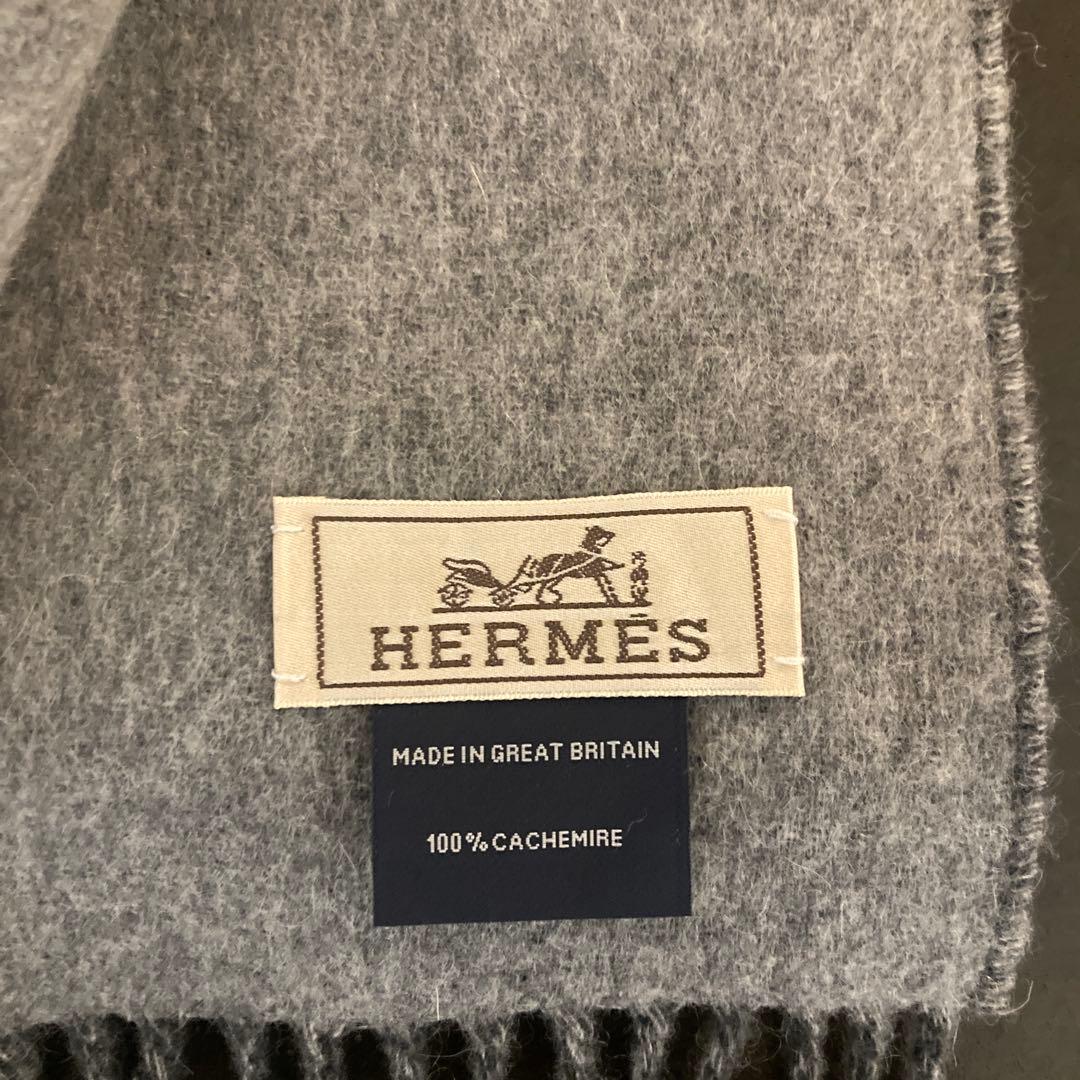 HERMÈS
MADE IN GREAT BRITAIN
100% CACHEMIRE